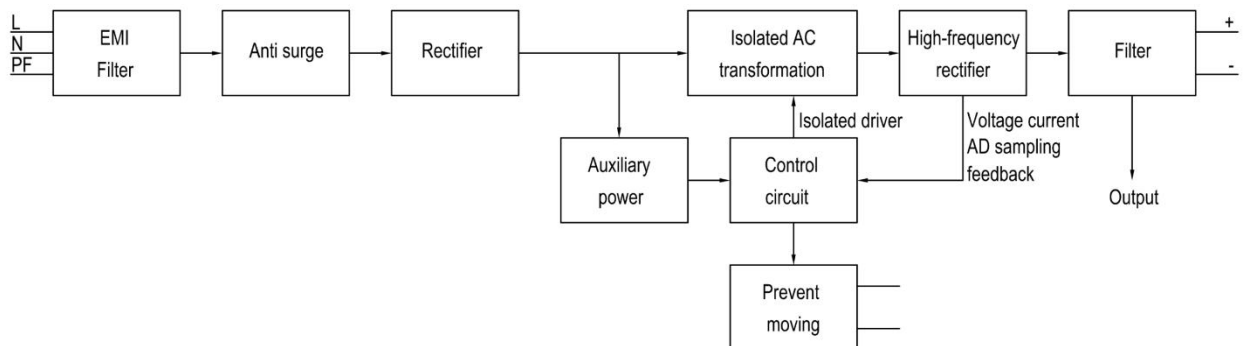 L
N
PF
EMI
Filter
Anti surge
Rectifier
Isolated AC
transformation
High-frequency
rectifier
Filter
+
-
Isolated driver
Voltage current
AD sampling
feedback
Auxiliary
power
Control
circuit
Output
Prevent
moving